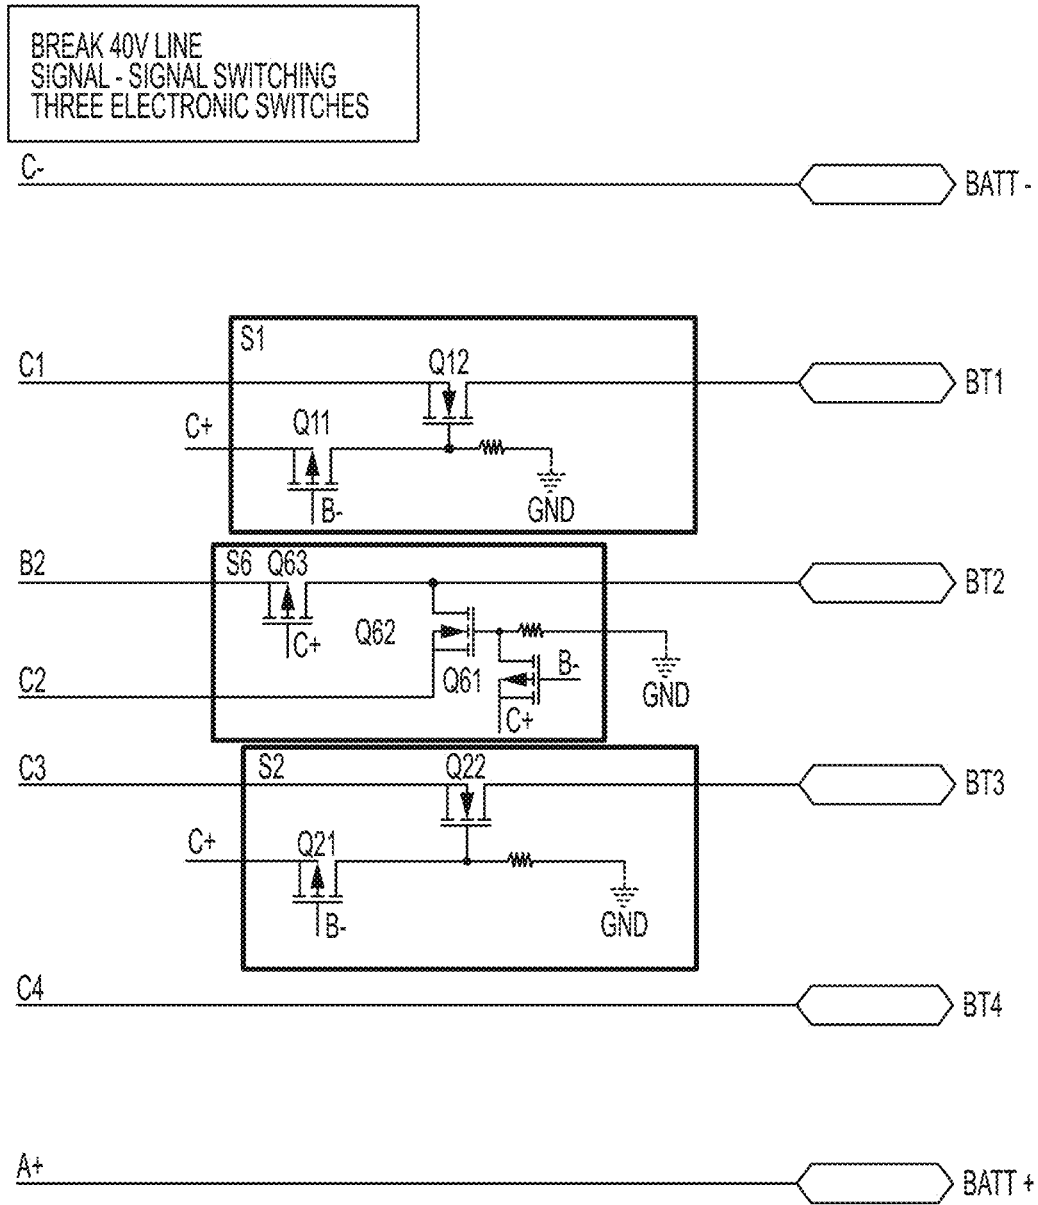 BREAK 40V LINE
SIGNAL - SIGNAL SWITCHING
THREE ELECTRONIC SWITCHES
C-
BATT -
S1
C1
Q12
BT1
C+
Q11
B-
GND
B2
S6
Q63
BT2
C+
Q62
Q61
B-
C2
C+
GND
C3
S2
Q22
BT3
C+
Q21
B-
GND
C4
BT4
A+
BATT +